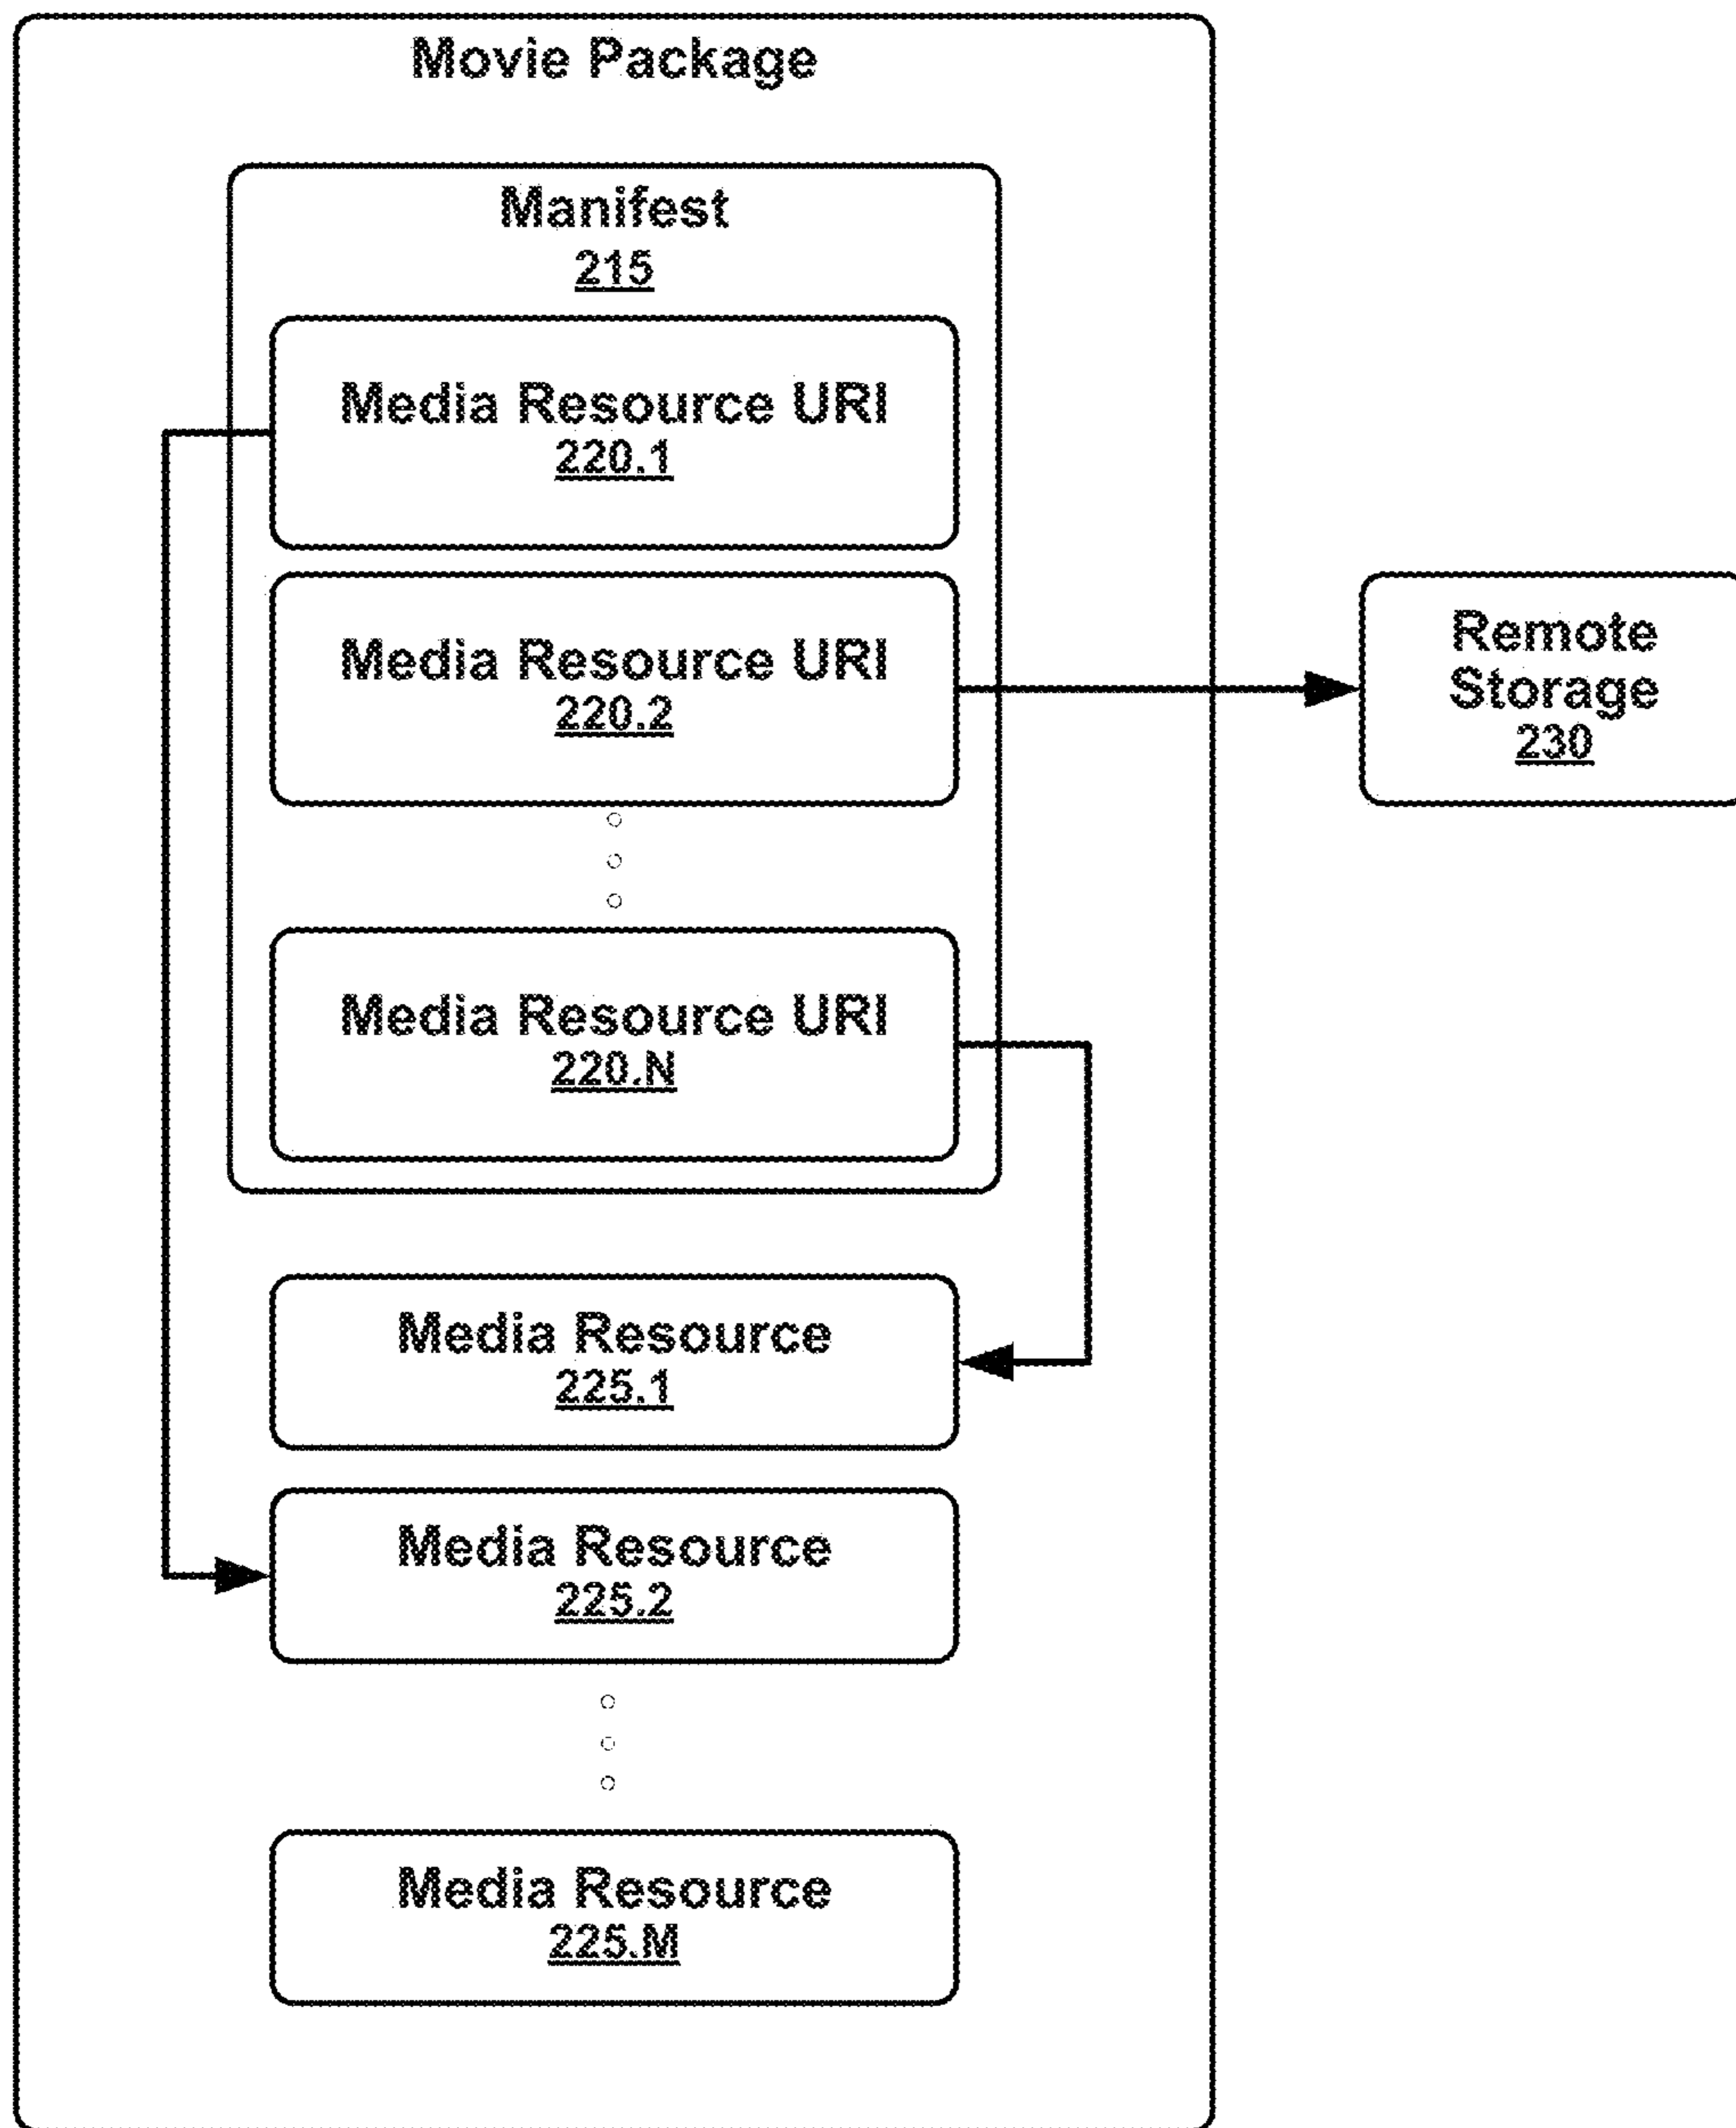 Movie Package
Manifest
215
Media Resource URI
220.1
Media Resource URI
220.2
Remote
Storage
230
Media Resource URI
220.N
Media Resource
225.1
Media Resource
225.2
Media Resource
225.M